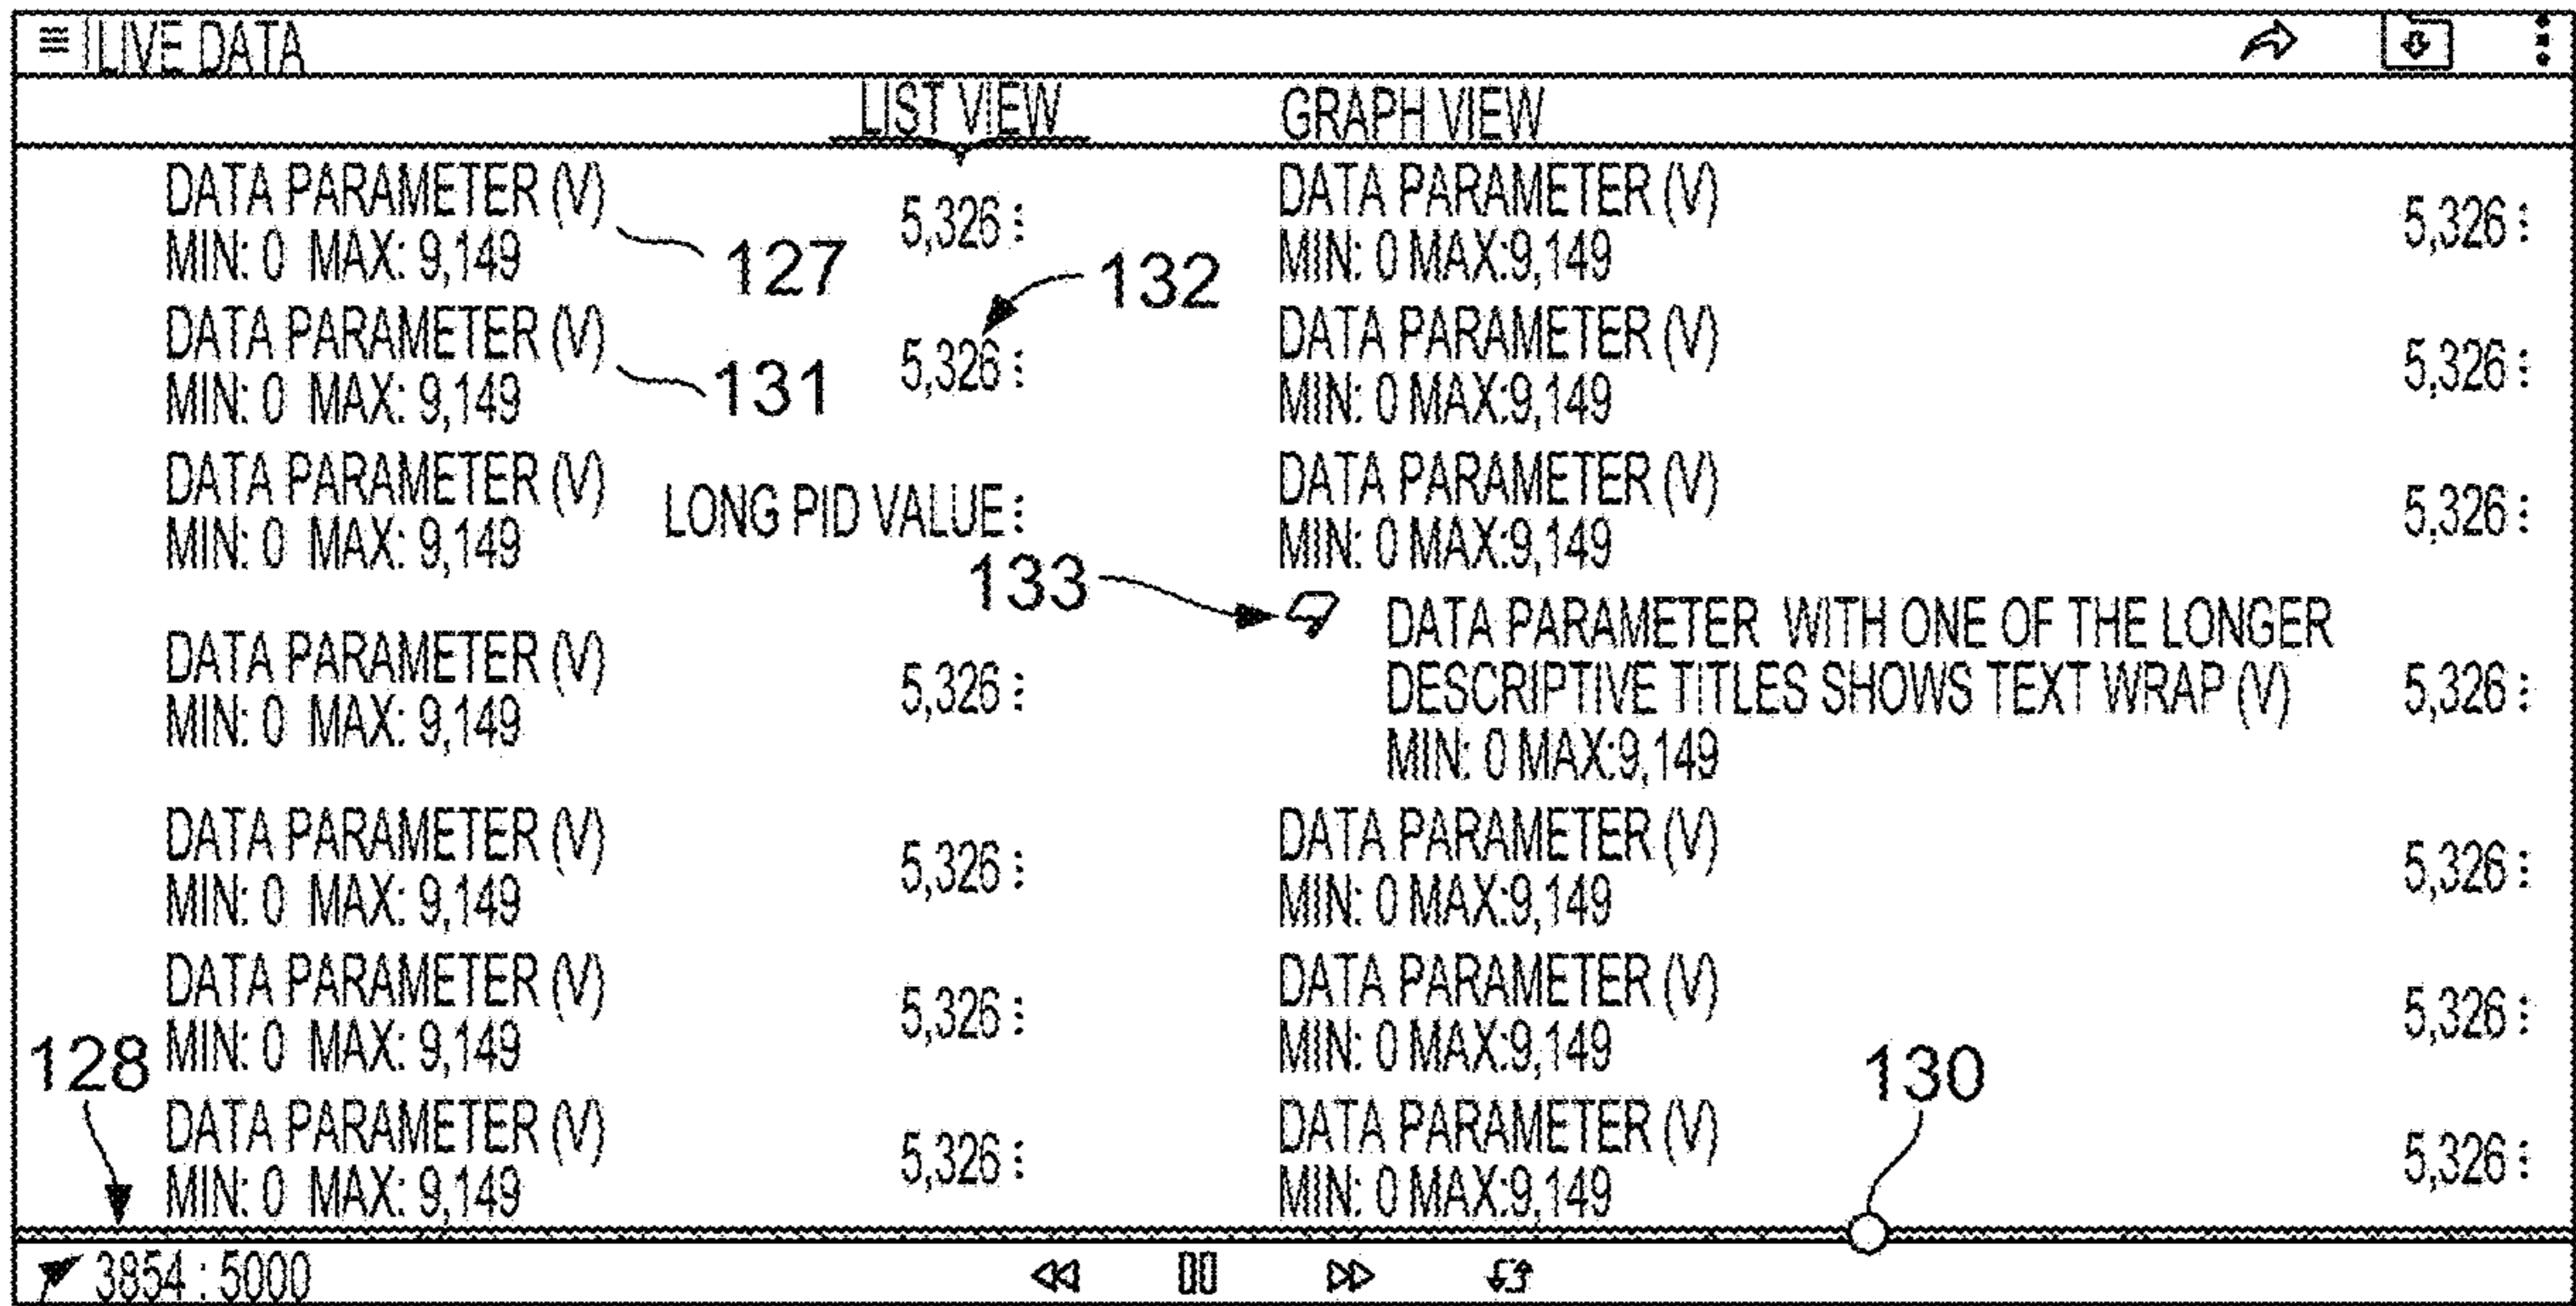 LIVE DATA
LIST VIEW GRAPH VIEW
DATA PARAMETER (V)
MIN: 0 MAX: 9,149
127
5,326
132
DATA PARAMETER (V)
MIN: 0 MAX: 9,149
131
5,326
DATA PARAMETER (V)
MIN: 0 MAX: 9,149
LONG PID VALUE
DATA PARAMETER (V)
MIN: 0 MAX: 9,149
5,326
DATA PARAMETER (V)
MIN: 0 MAX: 9,149
5,326
DATA PARAMETER (V)
MIN: 0 MAX: 9,149
5,326
128
DATA PARAMETER (V)
MIN: 0 MAX: 9,149
5,326
DATA PARAMETER (V)
MIN: 0 MAX:9,149
5,326
DATA PARAMETER (V)
MIN: 0 MAX:9,149
5,326
DATA PARAMETER (V)
MIN: 0 MAX:9,149
5,326
133
DATA PARAMETER WITH ONE OF THE LONGER
DESCRIPTIVE TITLES SHOWS TEXT WRAP (V)
MIN: 0 MAX:9,149
5,326
DATA PARAMETER (V)
MIN: 0 MAX:9,149
5,326
DATA PARAMETER (V)
MIN: 0 MAX:9,149
5,326
130
DATA PARAMETER (V)
MIN: 0 MAX:9,149
5,326
3854 : 5000